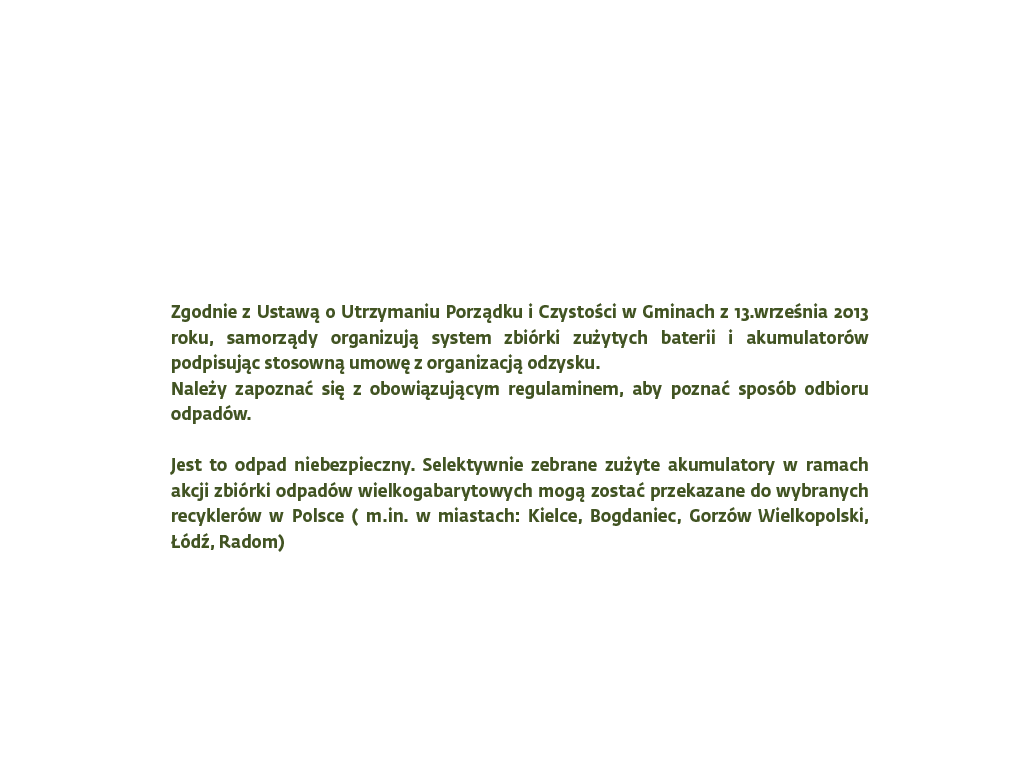 Zgodnie z Ustawą o Utrzymaniu Porządku i Czystości w Gminach z 13.września 2013
roku, samorządy organizują system zbiórki zużytych baterii i akumulatorów
podpisując stosowną umowę z organizacją odzysku.
Należy zapoznać się z obowiązującym regulaminem, aby poznać sposób odbioru
odpadów.
Jest to odpad niebezpieczny. Selektywnie zebrane zużyte akumulatory w ramach
akcji zbiórki odpadów wielkogabarytowych mogą zostać przekazane do wybranych
recyklerów w Polsce ( m.in. w miastach: Kielce, Bogdaniec, Gorzów Wielkopolski,
Łódź, Radom)